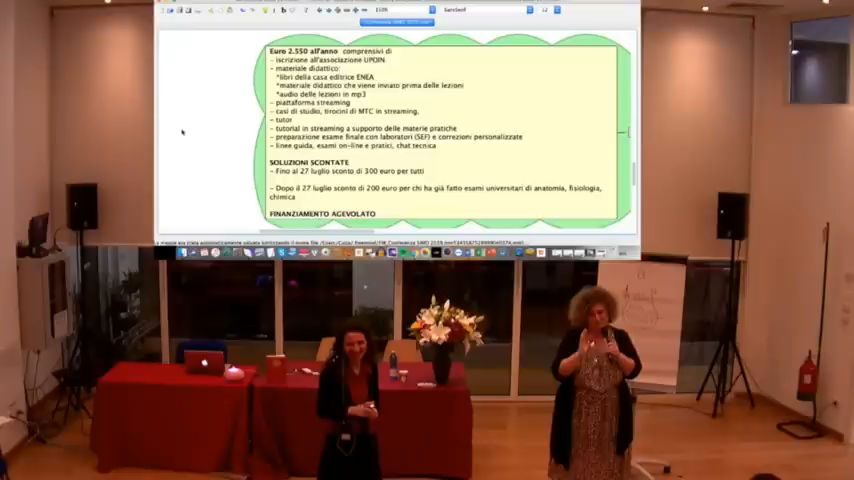 115%
SansSerif
12
Euro 2.550 all'anno comprensivi di
- iscrizione all'associazione UPOIN
- materiale didattico:
*libri della casa editrice ENEA
*materiale didattico che viene inviato prima delle lezioni
*audio delle lezioni in mp3
- piattaforma streaming
- casi di studio, tirocini di MTC in streaming,
- tutor
- tutorial in streaming a supporto delle materie pratiche
- preparazione esame finale con laboratori (SEF) e correzioni personalizzate
- linee guida, esami on-line e pratici, chat tecnica
SOLUZIONI SCONTATE
- Fino al 27 luglio sconto di 300 euro per tutti
- Dopo il 27 luglio sconto di 200 euro per chi ha già fatto esami universitari di anatomia, fisiologia,
chimica
FINANZIAMENTO AGEVOLATO